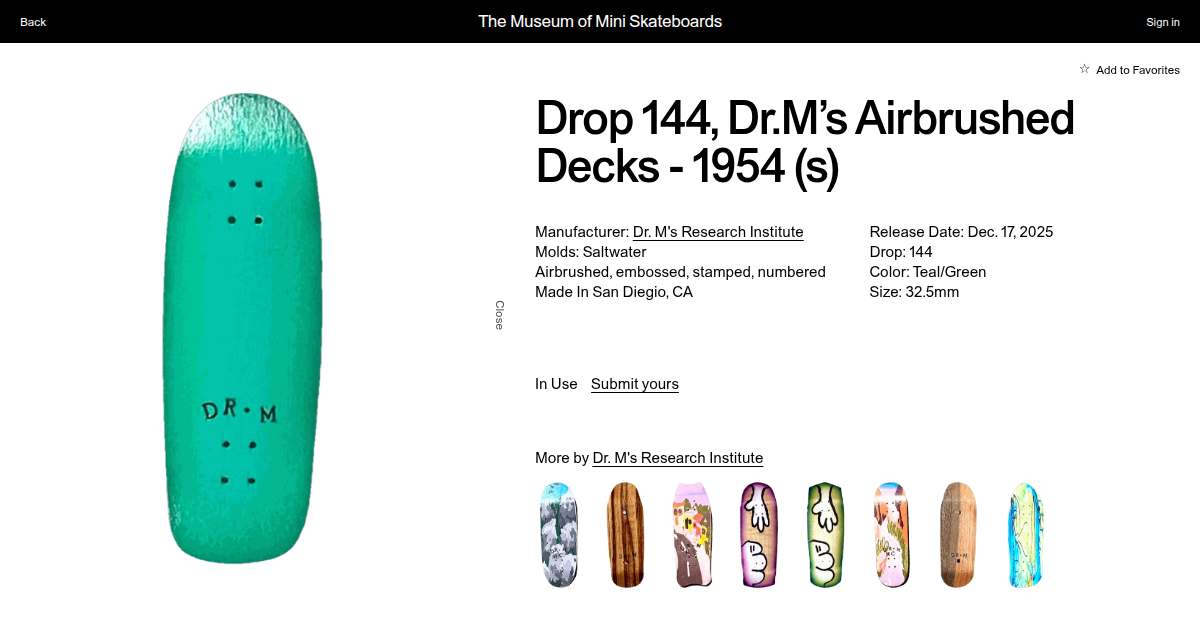 Back
The Museum of Mini Skateboards
Sign in
☆ Add to Favorites
Drop 144, Dr.M’s Airbrushed
Decks - 1954 (s)
Manufacturer: Dr. M's Research Institute
Molds: Saltwater
Airbrushed, embossed, stamped, numbered
Made In San Diegio, CA
Release Date: Dec. 17, 2025
Drop: 144
Color: Teal/Green
Size: 32.5mm
Close
DR·M
In Use Submit yours
More by Dr. M's Research Institute